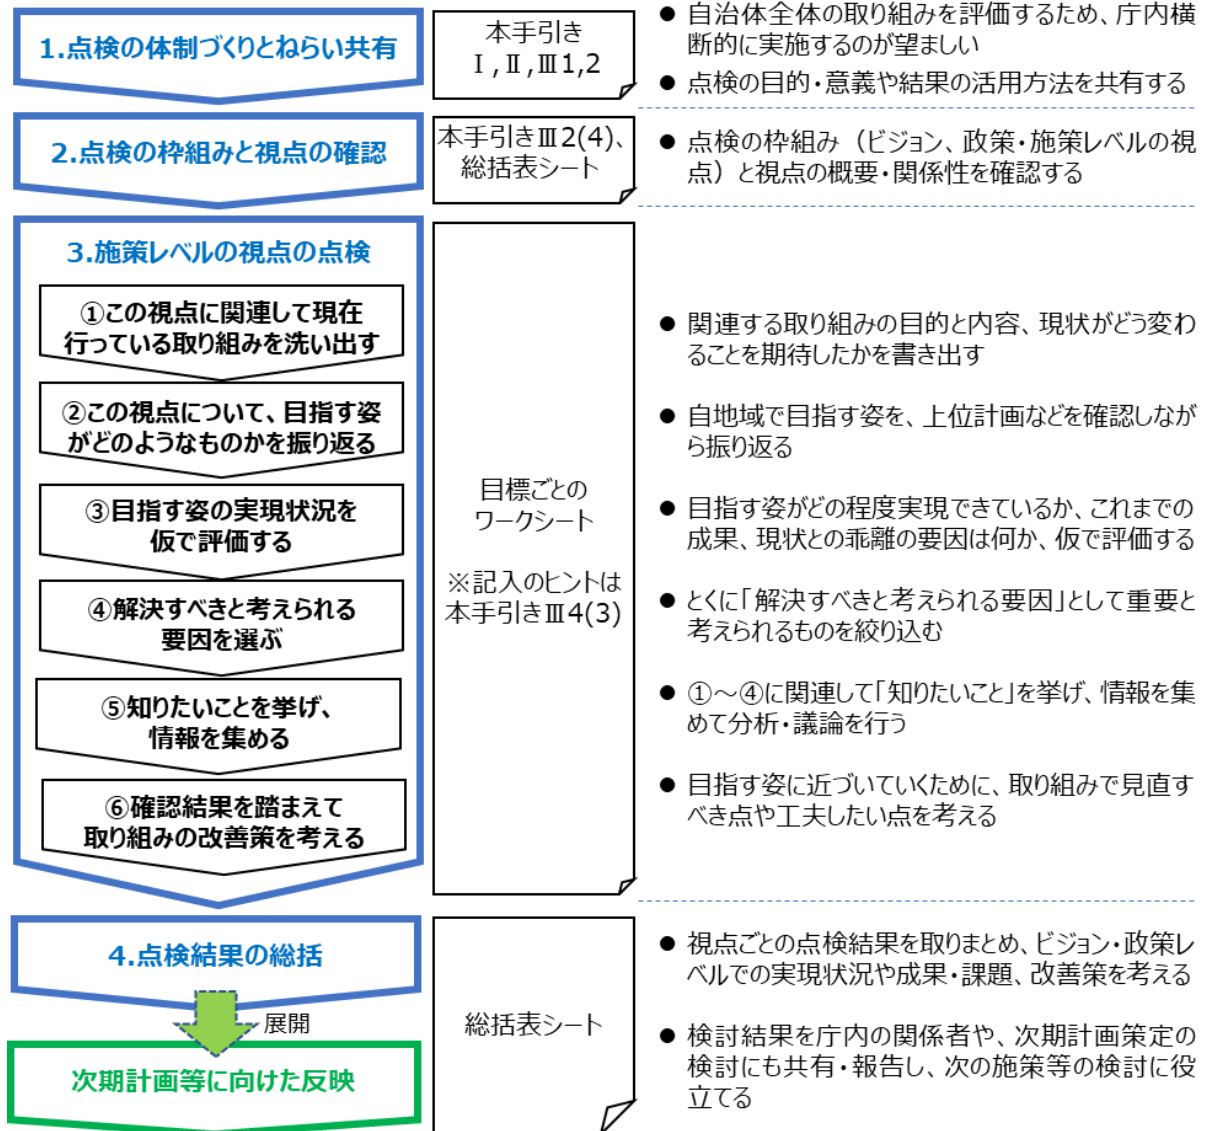 1.点検の体制づくりとねらい共有
本手引き
Ⅰ,Ⅱ,Ⅲ1,2
● 自治体全体の取り組みを評価するため、庁内横
断的に実施するのが望ましい
● 点検の目的・意義や結果の活用方法を共有する
2.点検の枠組みと視点の確認
本手引きⅢ2(4)、
総括表シート
● 点検の枠組み（ビジョン、政策・施策レベルの視
点）と視点の概要・関係性を確認する
3.施策レベルの視点の点検
①この視点に関連して現在
行っている取り組みを洗い出す
②この視点について、目指す姿
がどのようなものかを振り返る
③目指す姿の実現状況を
仮で評価する
④解決すべきと考えられる
要因を選ぶ
⑤知りたいことを挙げ、
情報を集める
⑥確認結果を踏まえて
取り組みの改善策を考える
目標ごとの
ワークシート
※記入のヒントは
本手引きⅢ4(3)
● 関連する取り組みの目的と内容、現状がどう変わ
ることを期待したかを書き出す
● 自地域で目指す姿を、上位計画などを確認しなが
ら振り返る
● 目指す姿がどの程度実現できているか、これまでの
成果、現状との乖離の要因は何か、仮で評価する
● とくに「解決すべきと考えられる要因」として重要と
考えられるものを絞り込む
● ①～④に関連して「知りたいこと」を挙げ、情報を集
めて分析・議論を行う
● 目指す姿に近づいていくために、取り組みで見直す
べき点や工夫したい点を考える
4.点検結果の総括
展開
次期計画等に向けた反映
総括表シート
● 視点ごとの点検結果を取りまとめ、ビジョン・政策レ
ベルでの実現状況や成果・課題、改善策を考える
● 検討結果を庁内の関係者や、次期計画策定の
検討にも共有・報告し、次の施策等の検討に役
立てる